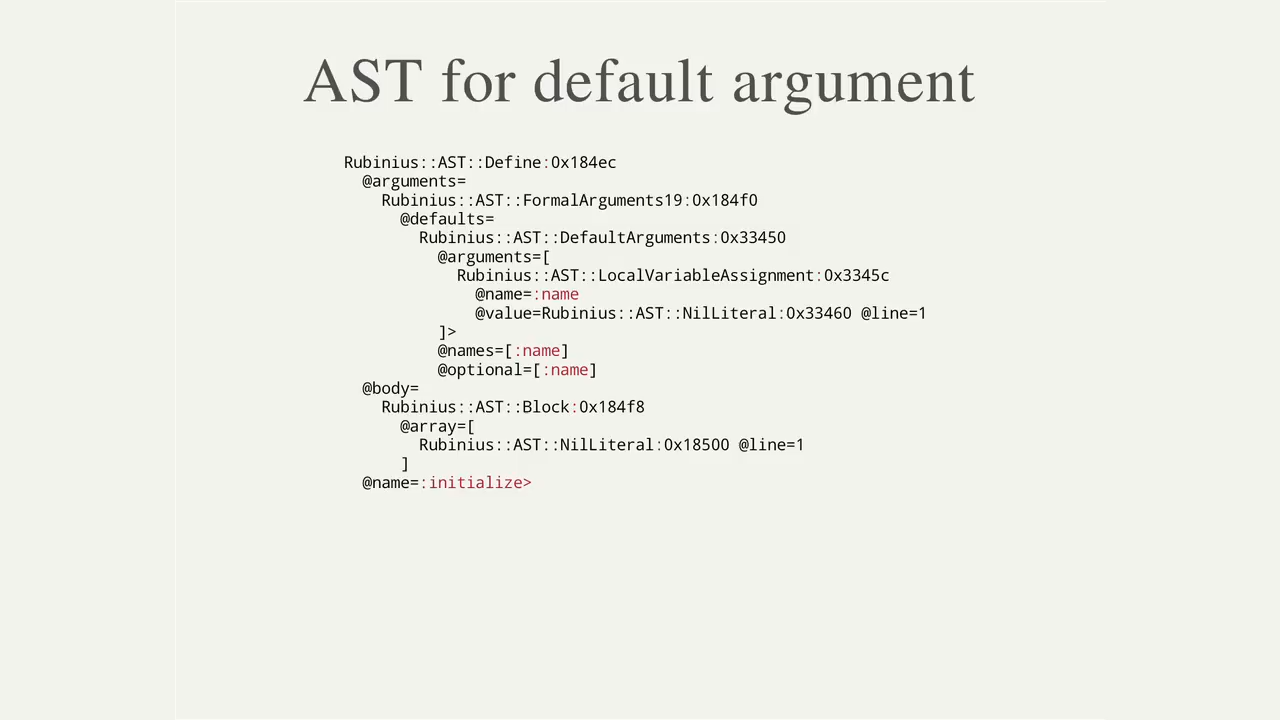 AST for default argument
Rubinius::AST::Define:0x184ec
@arguments=
Rubinius::AST::FormalArguments19:0x184f0
@defaults=
Rubinius::AST::DefaultArguments:0x33450
@arguments=[
Rubinius::AST::LocalVariableAssignment:0x3345c
@name=:name
@value=Rubinius::AST::NilLiteral:0x33460 @line=1
]>
@names=[:name]
@optional=[:name]
@body=
Rubinius::AST::Block:0x184f8
@array=[
Rubinius::AST::NilLiteral:0x18500 @line=1
]
@name=:initialize>